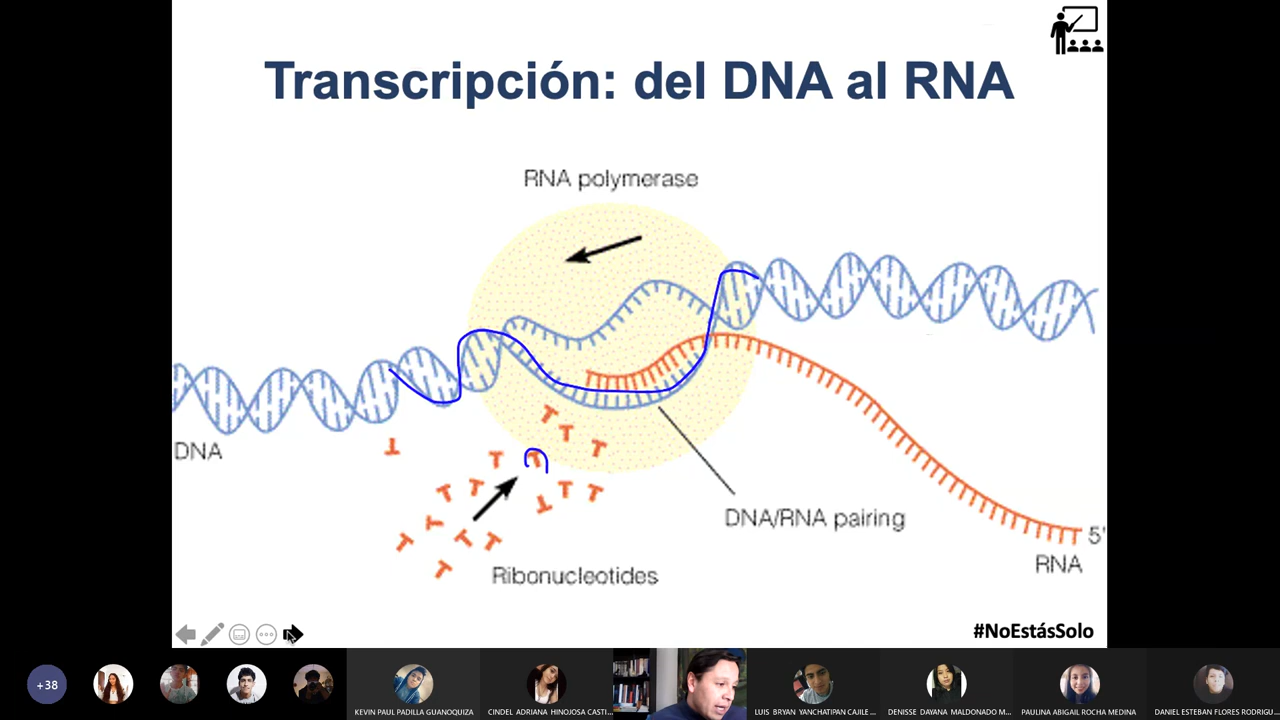 Transcripción: del DNA al RNA
RNA polymerase
DNA
DNA/RNA pairing
5'
RNA
Ribonucleotides
#NoEstásSolo
+38
KEVIN PAUL PADILLA GUANOQUIZA
CINDEL ADRIANA HINOJOSA CASTI...
LUIS BRYAN YANCHATIPAN CAJILE...
DENISSE DAYANA MALDONADO M...
PAULINA ABIGAIL ROCHA MEDINA
DANIEL ESTEBAN FLORES RODRIGU